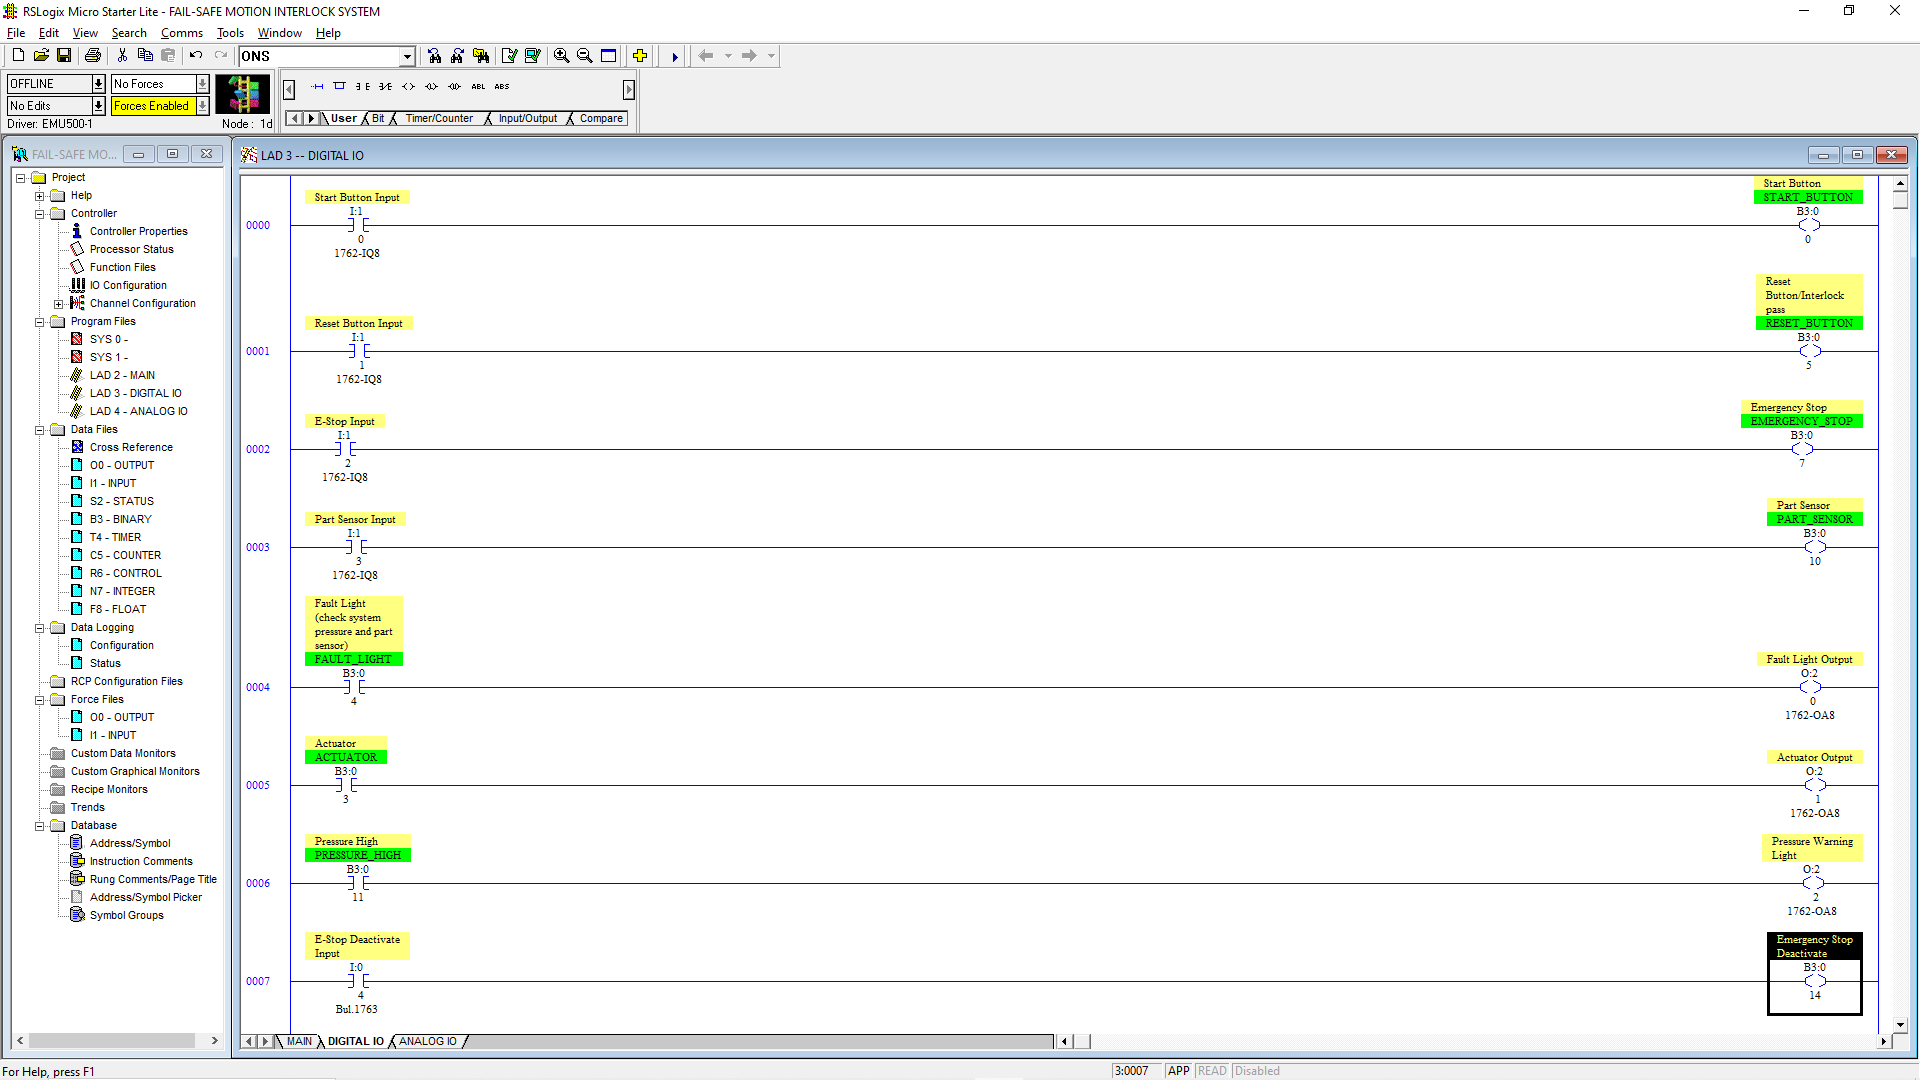 RSLogix Micro Starter Lite - FAIL-SAFE MOTION INTERLOCK SYSTEM
File Edit View Search Comms Tools Window Help
ONS
OFFLINE
No Forces
No Edits
Forces Enabled
Driver: EMU500-1
Node : 1d
ABL ABS
User Bit Timer/Counter Input/Output Compare
FAIL-SAFE MO...
Project
Help
Controller
Controller Properties
Processor Status
Function Files
IO Configuration
Channel Configuration
Program Files
SYS 0 -
SYS 1 -
LAD 2 - MAIN
LAD 3 - DIGITAL IO
LAD 4 - ANALOG IO
Data Files
Cross Reference
O0 - OUTPUT
I1 - INPUT
S2 - STATUS
B3 - BINARY
T4 - TIMER
C5 - COUNTER
R6 - CONTROL
N7 - INTEGER
F8 - FLOAT
Data Logging
Configuration
Status
RCP Configuration Files
Force Files
O0 - OUTPUT
I1 - INPUT
Custom Data Monitors
Custom Graphical Monitors
Recipe Monitors
Trends
Database
Address/Symbol
Instruction Comments
Rung Comments/Page Title
Address/Symbol Picker
Symbol Groups
LAD 3 -- DIGITAL IO
0000
Start Button Input
I:1
0
1762-IQ8
Start Button
START_BUTTON
B3:0
0
0001
Reset Button Input
I:1
1
1762-IQ8
Reset
Button/Interlock
pass
RESET_BUTTON
B3:0
5
0002
E-Stop Input
I:1
2
1762-IQ8
Emergency Stop
EMERGENCY_STOP
B3:0
7
0003
Part Sensor Input
I:1
3
1762-IQ8
Part Sensor
PART_SENSOR
B3:0
10
0004
Fault Light
(check system
pressure and part
sensor)
FAULT_LIGHT
B3:0
4
Fault Light Output
O:2
0
1762-OA8
0005
Actuator
ACTUATOR
B3:0
3
Actuator Output
O:2
1
1762-OA8
0006
Pressure High
PRESSURE_HIGH
B3:0
11
Pressure Warning
Light
O:2
2
1762-OA8
0007
E-Stop Deactivate
Input
I:0
4
Bul.1763
Emergency Stop
Deactivate
B3:0
14
MAIN DIGITAL IO ANALOG IO
For Help, press F1
3:0007 APP READ Disabled